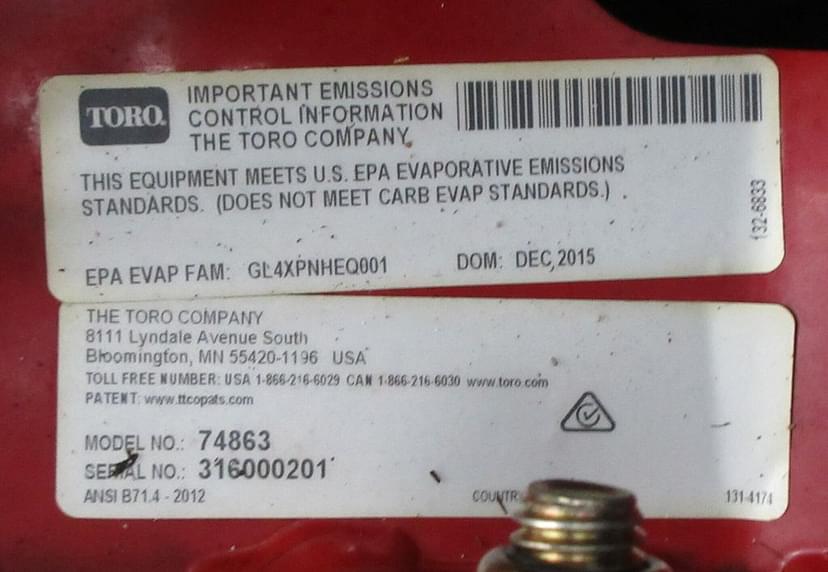 TORO.
IMPORTANT EMISSIONS
CONTROL INFORMATION
THE TORO COMPANY
THIS EQUIPMENT MEETS U.S. EPA EVAPORATIVE EMISSIONS
STANDARDS. (DOES NOT MEET CARB EVAP STANDARDS.)
132-6833
EPA EVAP FAM: GL4XPNHEQ001 DOM: DEC, 2015
THE TORO COMPANY
8111 Lyndale Avenue South
Bloomington, MN 55420-1196 USA
TOLL FREE NUMBER: USA 1-866-216-6029 CAN 1-866-216-6030 www.toro.com
PATENT: www.ttcopats.com
MODEL NO.: 74863
SERIAL NO.: 316000201
ANSI B71.4 - 2012
131-4174